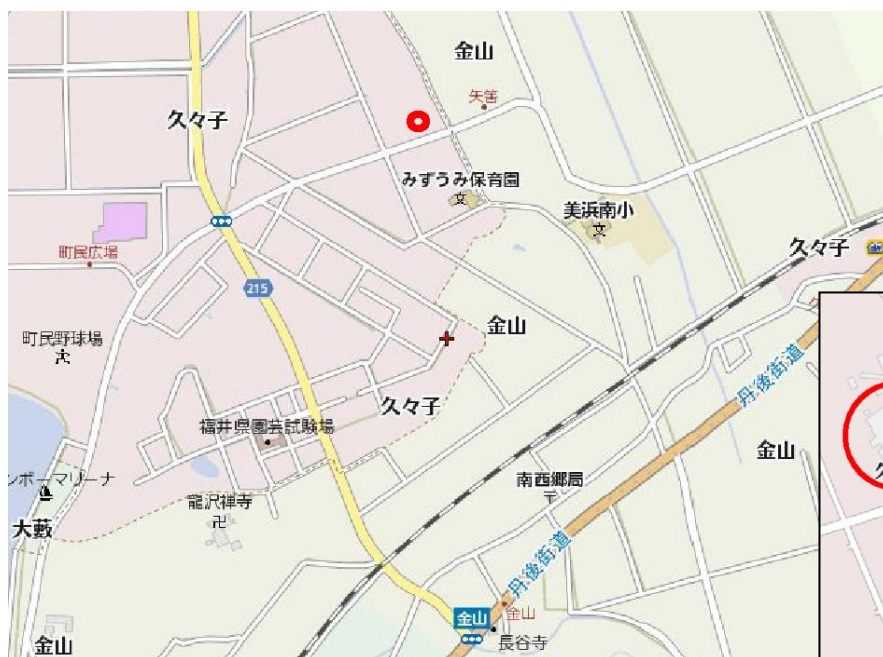 金山
矢筈
久々子
みずうみ保育園
美浜南小
久々子
町民広場
215
金山
丹後街道
町民野球場
久々子
福井県園芸試験場
金山
ンボーマリーナ
龍沢禅寺
南西郷局
大藪
丹後街道
金山
金山
長谷寺
金山